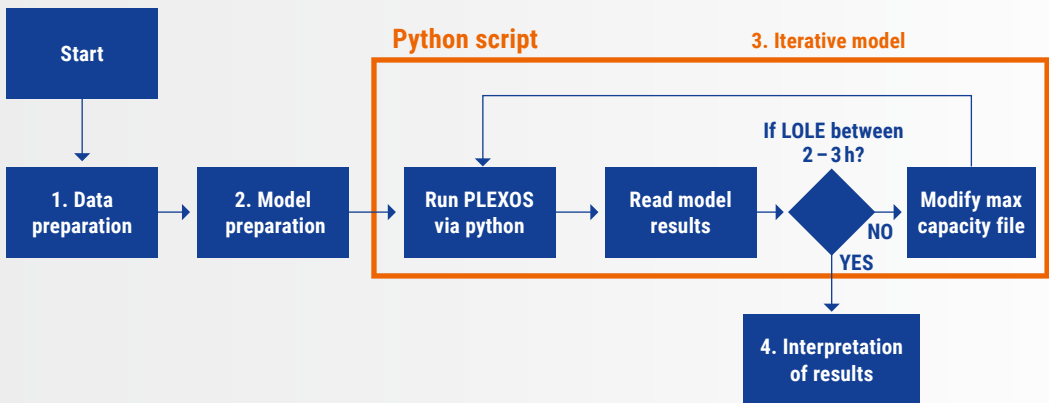 Start
Python script
3. Iterative model
If LOLE between
2 – 3 h?
1. Data
preparation
2. Model
preparation
Run PLEXOS
via python
Read model
results
NO
Modify max
capacity file
YES
4. Interpretation
of results